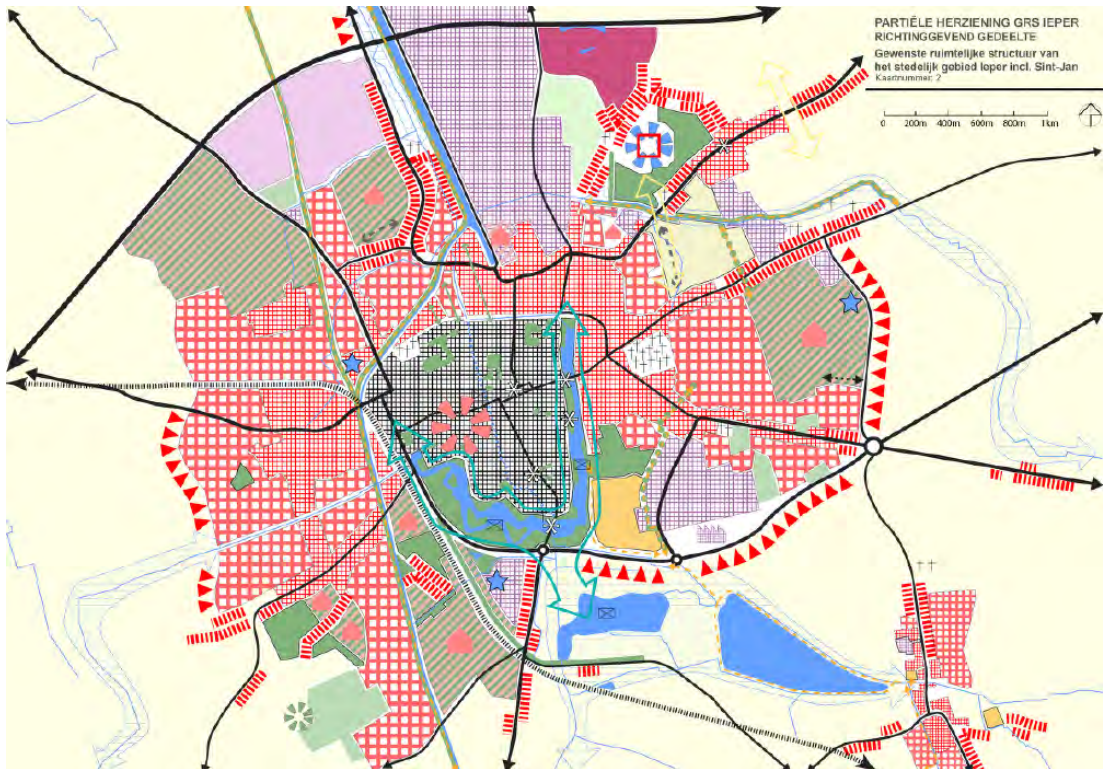 PARTIËLE HERZIENING GRS IEPER
RICHTINGGEVEND GEDEELTE
Gewenste ruimtelijke structuur van
het stedelijk gebied Ieper incl. Sint-Jan
Kaartnummer: 2
0 200m 400m 600m 800m 1km